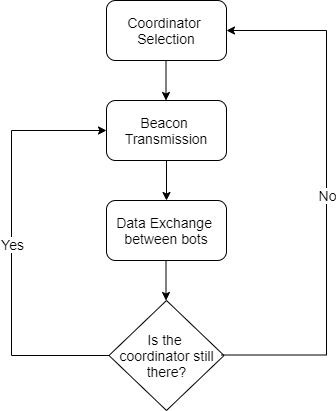 Coordinator
Selection
Beacon
Transmission
Data Exchange
between bots
Yes
No
Is the
coordinator still
there?